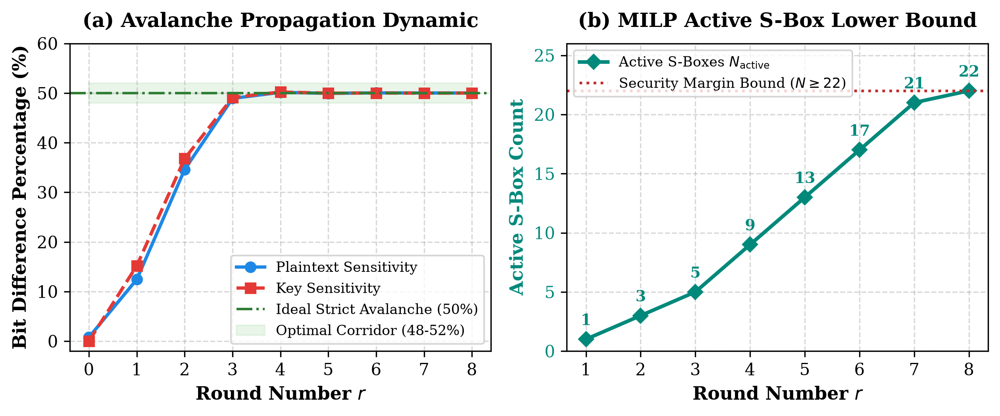 (a) Avalanche Propagation Dynamic
Bit Difference Percentage (%)
60
50
40
30
20
10
0
Plaintext Sensitivity
Key Sensitivity
Ideal Strict Avalanche (50%)
Optimal Corridor (48-52%)
0 1 2 3 4 5 6 7 8
Round Number r
(b) MILP Active S-Box Lower Bound
Active S-Box Count
25
20
15
10
5
0
Active S-Boxes N_active
Security Margin Bound (N ≥ 22)
1
3
5
9
13
17
21
22
1 2 3 4 5 6 7 8
Round Number r